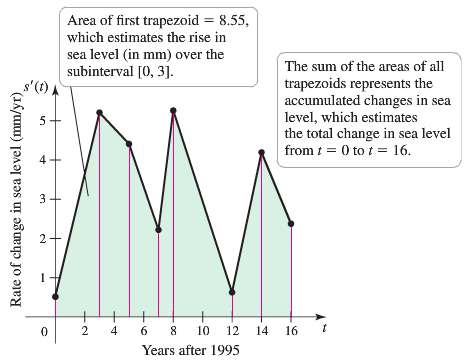 Area of first trapezoid = 8.55,
which estimates the rise in
sea level (in mm) over the
subinterval [0, 3].
The sum of the areas of all
trapezoids represents the
accumulated changes in sea
level, which estimates
the total change in sea level
from t = 0 to t = 16.
s′(t)
Rate of change in sea level (mm/yr)
5
4
3
2
1
0 2 4 6 8 10 12 14 16 t
Years after 1995